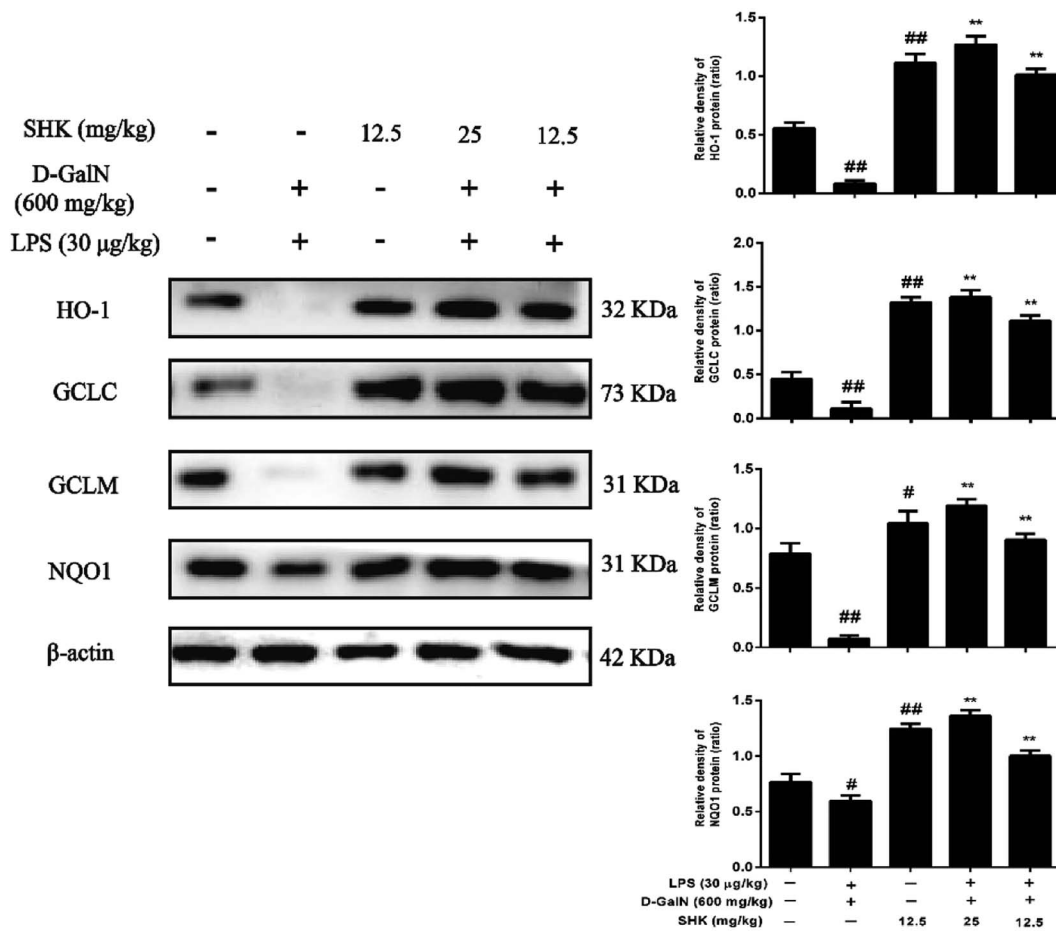 SHK (mg/kg) - - 12.5 25 12.5
D-GalN
(600 mg/kg) - + - + +
LPS (30 μg/kg) - + - + +
HO-1 32 KDa
GCLC 73 KDa
GCLM 31 KDa
NQO1 31 KDa
β-actin 42 KDa
Relative density of
HO-1 protein (ratio)
1.5
1.0
0.5
0.0
## ## ** **
Relative density of
GCLC protein (ratio)
2.0
1.5
1.0
0.5
0.0
## ## ** **
Relative density of
GCLM protein (ratio)
1.5
1.0
0.5
0.0
## # ** **
Relative density of
NQO1 protein (ratio)
1.5
1.0
0.5
0.0
# ## ** **
LPS (30 μg/kg) – + – + +
D-GalN (600 mg/kg) – + – + +
SHK (mg/kg) – – 12.5 25 12.5